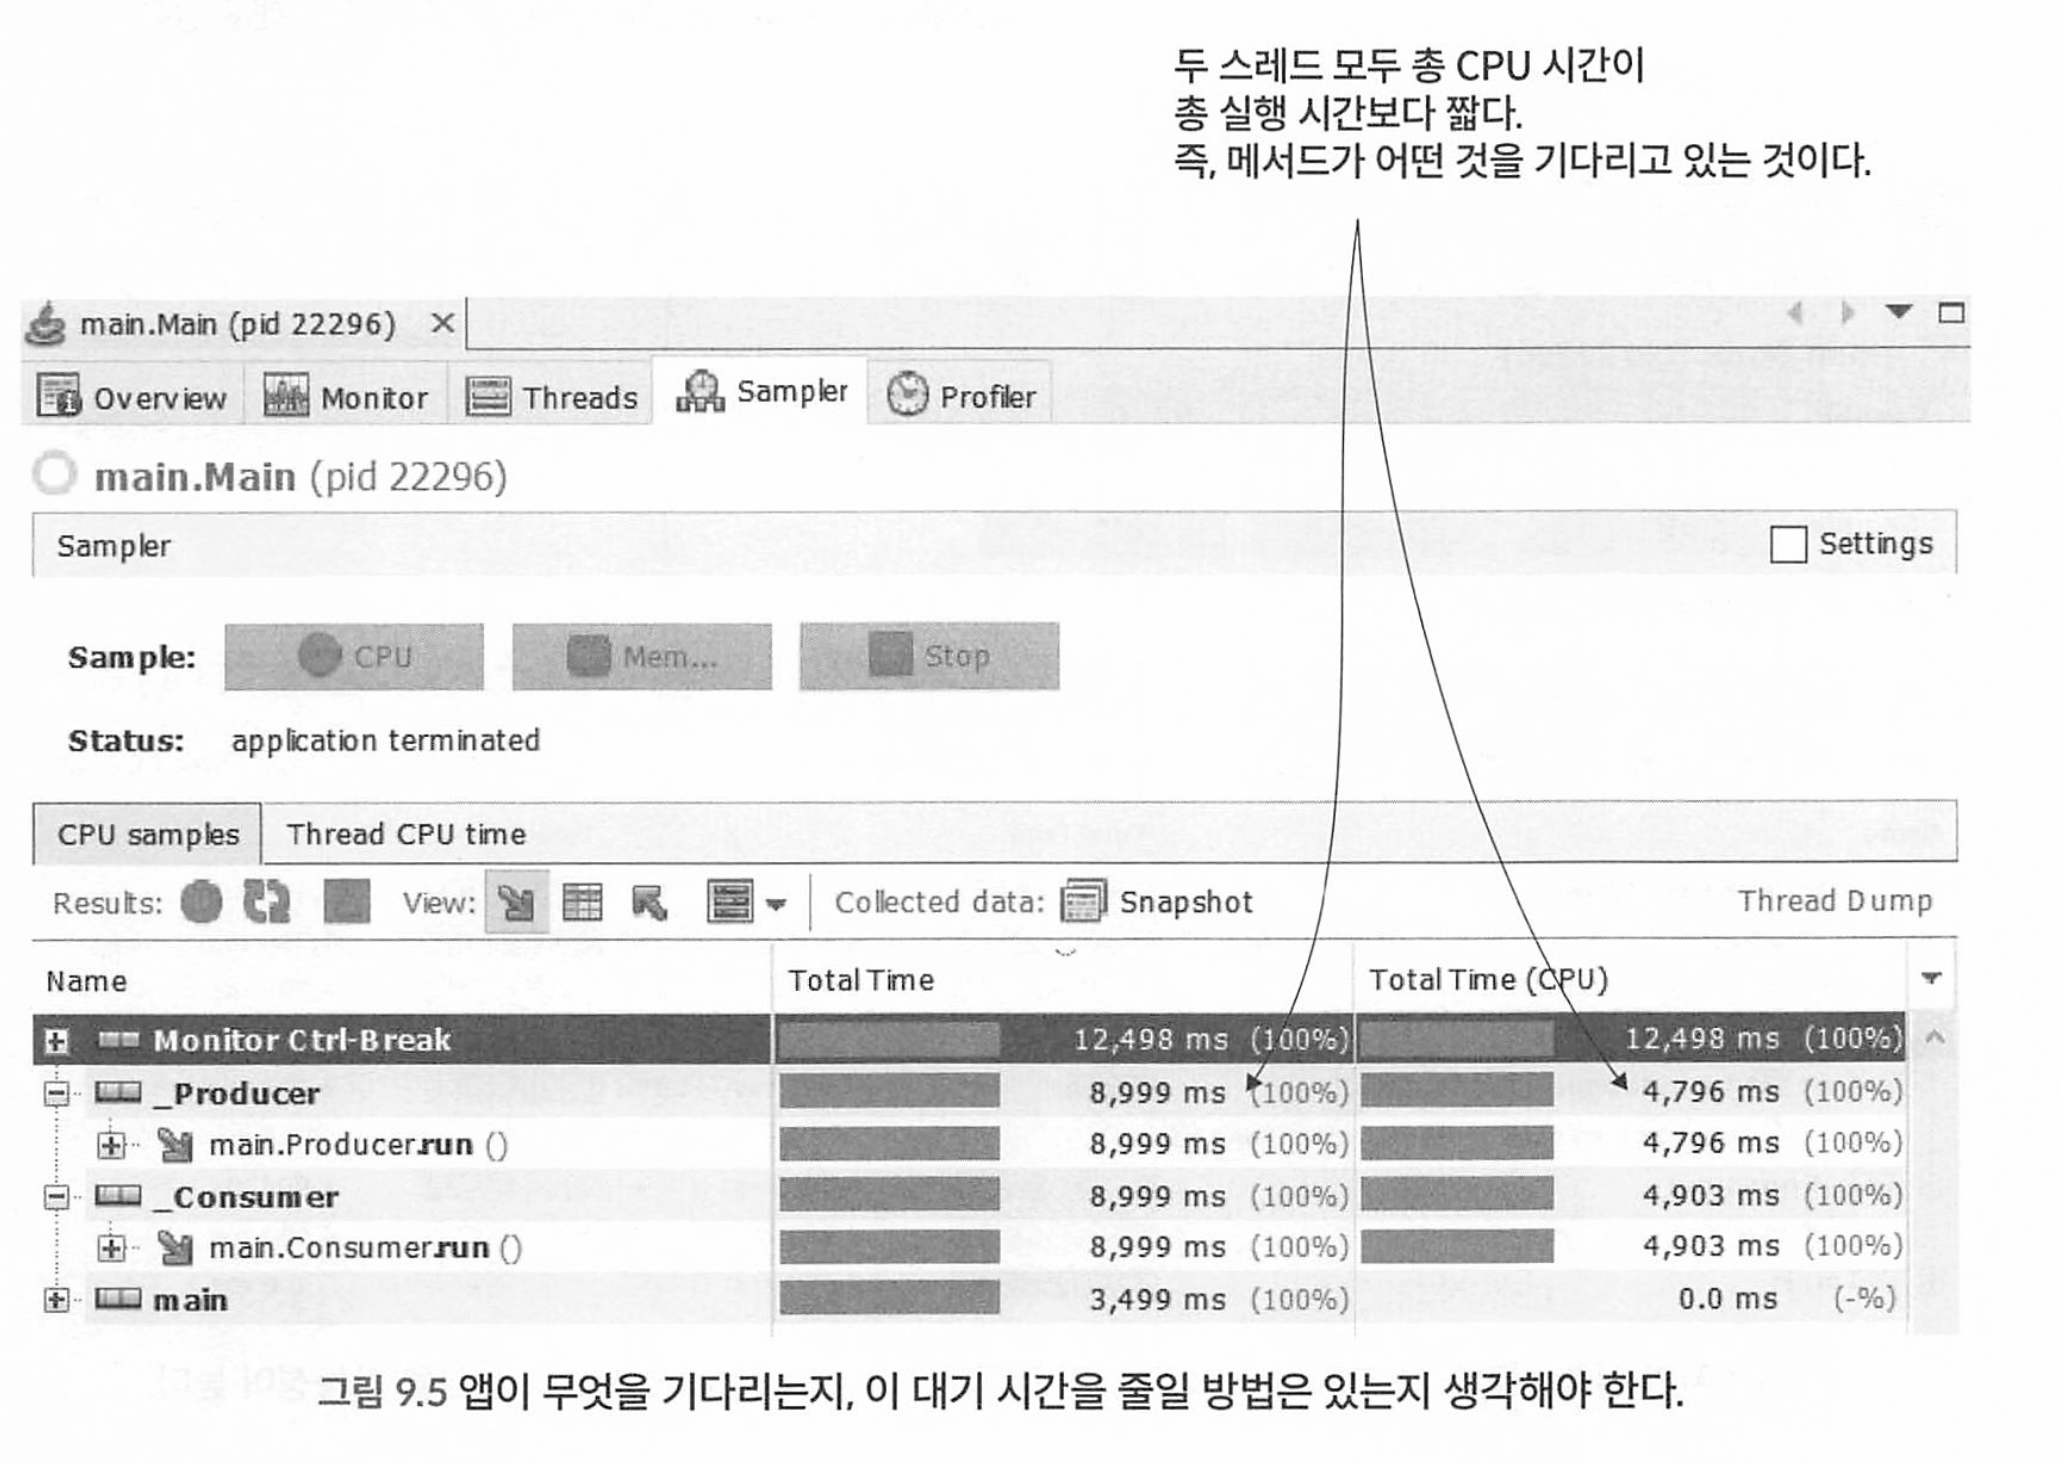 두 스레드 모두 총 CPU 시간이
총 실행 시간보다 짧다.
즉, 메서드가 어떤 것을 기다리고 있는 것이다.
main.Main (pid 22296) ×
Overview Monitor Threads Sampler Profiler
main.Main (pid 22296)
Sampler Settings
Sample: CPU Mem... Stop
Status: application terminated
CPU samples Thread CPU time
Results: View: Collected data: Snapshot Thread Dump
Name Total Time Total Time (CPU)
Monitor Ctrl-Break 12,498 ms (100%) 12,498 ms (100%)
_Producer 8,999 ms (100%) 4,796 ms (100%)
main.Producer.run () 8,999 ms (100%) 4,796 ms (100%)
_Consumer 8,999 ms (100%) 4,903 ms (100%)
main.Consumer.run () 8,999 ms (100%) 4,903 ms (100%)
main 3,499 ms (100%) 0.0 ms (-%)
그림 9.5 앱이 무엇을 기다리는지, 이 대기 시간을 줄일 방법은 있는지 생각해야 한다.